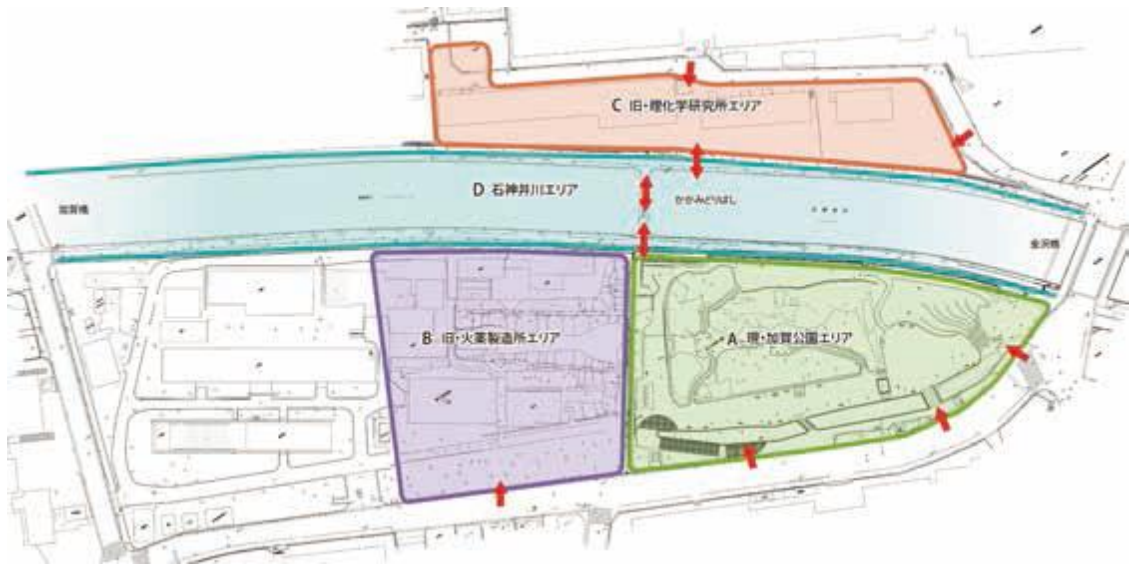 C 旧・理化学研究所エリア
D 石神井川エリア
かがみどりはし
加賀橋
金沢橋
B 旧・火薬製造所エリア
A 現・加賀公園エリア